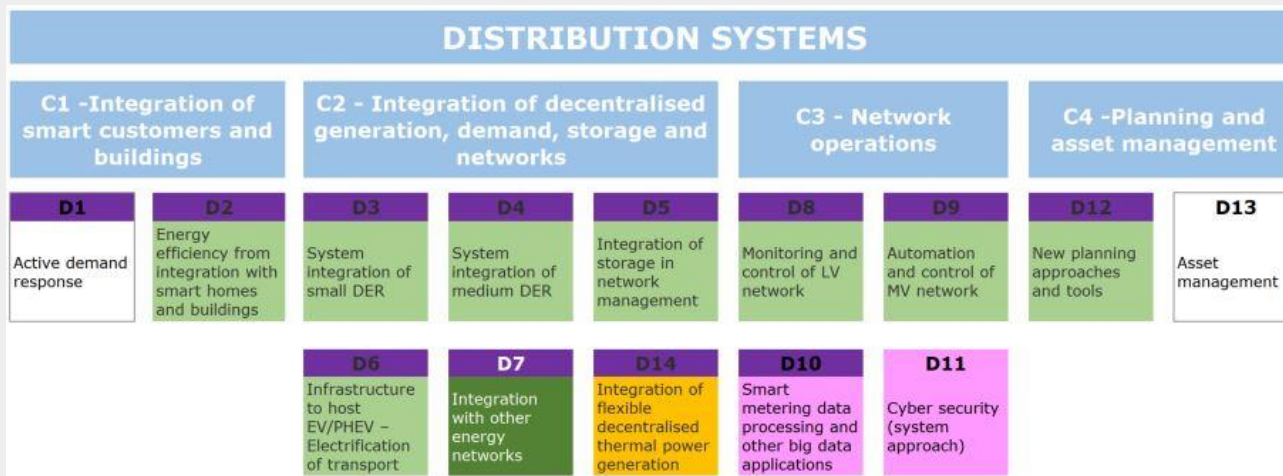 DISTRIBUTION SYSTEMS
C1 -Integration of
smart customers and
buildings
C2 - Integration of decentralised
generation, demand, storage and
networks
C3 - Network
operations
C4 -Planning and
asset management
D1
Active demand
response
D2
Energy
efficiency from
integration with
smart homes
and buildings
D3
System
integration of
small DER
D4
System
integration of
medium DER
D5
Integration of
storage in
network
management
D8
Monitoring and
control of LV
network
D9
Automation
and control of
MV network
D12
New planning
approaches
and tools
D13
Asset
management
D6
Infrastructure
to host
EV/PHEV –
Electrification
of transport
D7
Integration
with other
energy
networks
D14
Integration of
flexible
decentralised
thermal power
generation
D10
Smart
metering data
processing and
other big data
applications
D11
Cyber security
(system
approach)